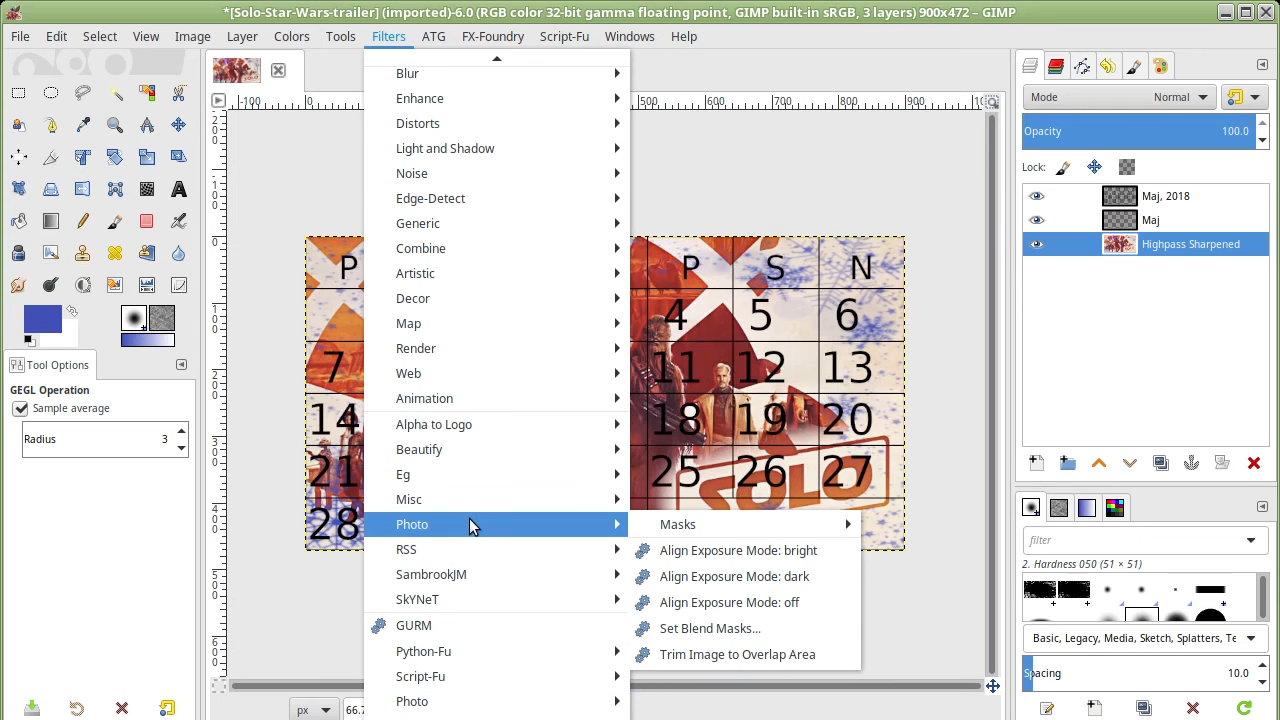 *[Solo-Star-Wars-trailer] (imported)-6.0 (RGB color 32-bit gamma floating point, GIMP built-in sRGB, 3 layers) 900x472 – GIMP
File Edit Select View Image Layer Colors Tools Filters ATG FX-Foundry Script-Fu Windows Help
Blur
Enhance
Distorts
Light and Shadow
Noise
Edge-Detect
Generic
Combine
Artistic
Decor
Map
Render
Web
Animation
Alpha to Logo
Beautify
Eg
Misc
Photo
RSS
SambrookJM
SkYNeT
GURM
Python-Fu
Script-Fu
Photo
Masks
Align Exposure Mode: bright
Align Exposure Mode: dark
Align Exposure Mode: off
Set Blend Masks...
Trim Image to Overlap Area
Tool Options
GEGL Operation
Sample average
Radius 3
-100 0 500 600 700 800 900
P P S N
4 5 6
7 11 12 13
14 18 19 20
21 25 26 27
28
SOLO
px
66.7
Mode Normal
Opacity 100.0
Lock:
Maj, 2018
Maj
Highpass Sharpened
filter
2. Hardness 050 (51 × 51)
Basic, Legacy, Media, Sketch, Splatters, Te
Spacing 10.0